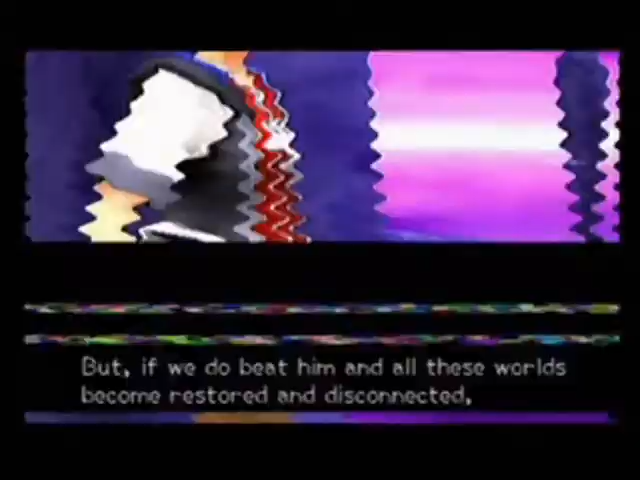 But, if we do beat him and all these worlds
become restored and disconnected,